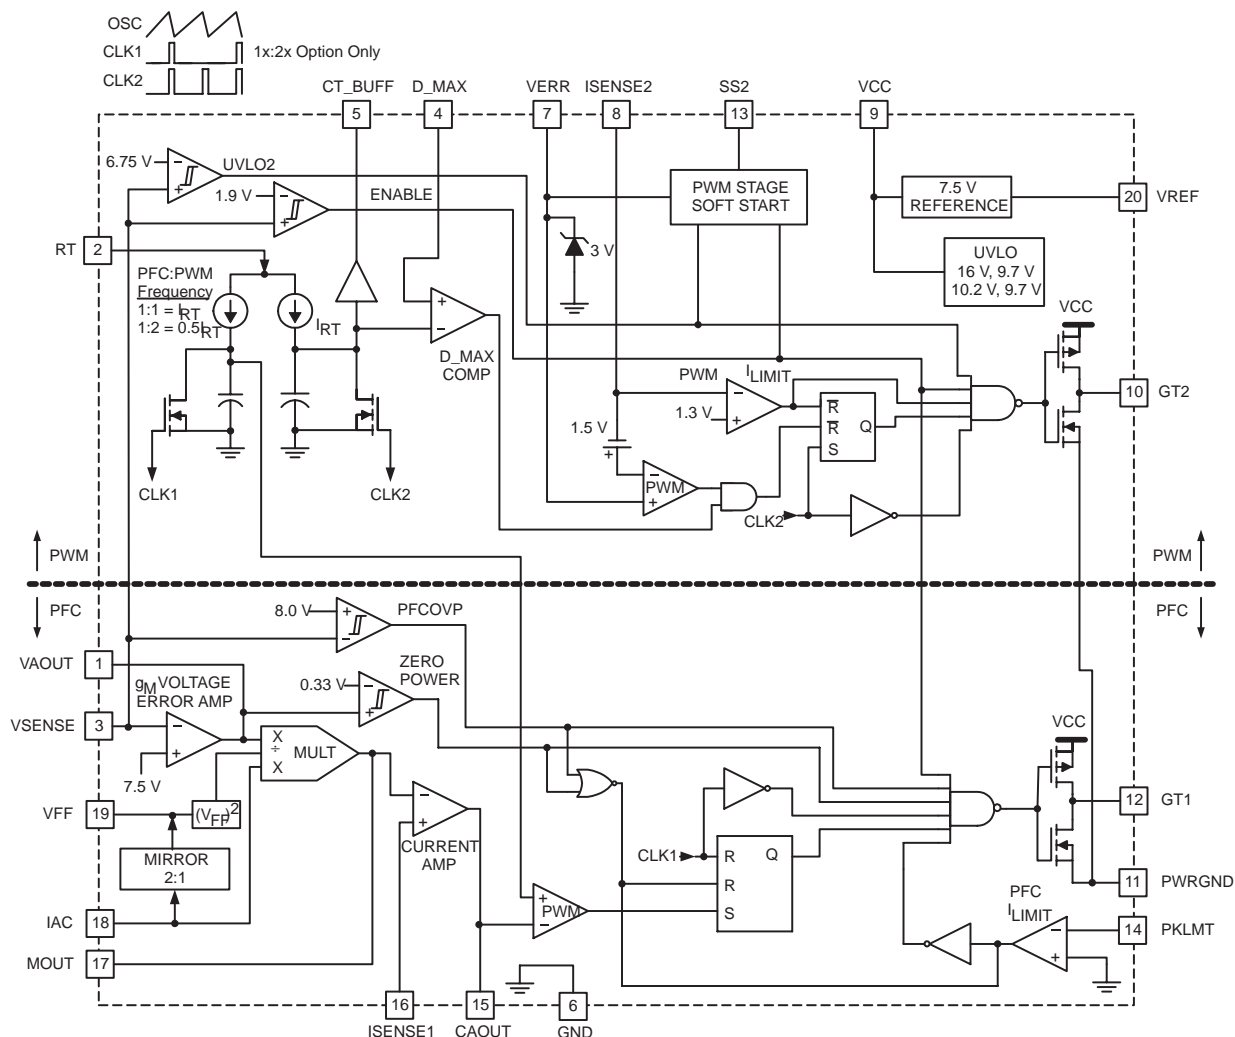 OSC
CLK1
1x:2x Option Only
CLK2
CT_BUFF
D_MAX
VERR
ISENSE2
SS2
VCC
5
4
7
8
13
9
6.75 V
UVLO2
1.9 V
ENABLE
PWM STAGE
SOFT START
7.5 V
REFERENCE
20
VREF
RT
2
3 V
UVLO
16 V, 9.7 V
10.2 V, 9.7 V
PFC:PWM
Frequency
1:1 = IRT
1:2 = 0.5IRT
IRT
VCC
D_MAX
COMP
PWM
ILIMIT
1.3 V
R
R
Q
S
10
GT2
1.5 V
PWM
CLK1
CLK2
CLK2
PWM
PWM
PFC
PFC
8.0 V
PFCOVP
VAOUT
1
gM VOLTAGE
ERROR AMP
ZERO
POWER
0.33 V
VSENSE
3
7.5 V
X
÷
X
MULT
VCC
VFF
19
(VFF)2
CURRENT
AMP
12
GT1
MIRROR
2:1
CLK1
R
Q
R
S
PWM
11
PWRGND
IAC
18
PFC
ILIMIT
14
PKLMT
MOUT
17
16
15
6
ISENSE1
CAOUT
GND